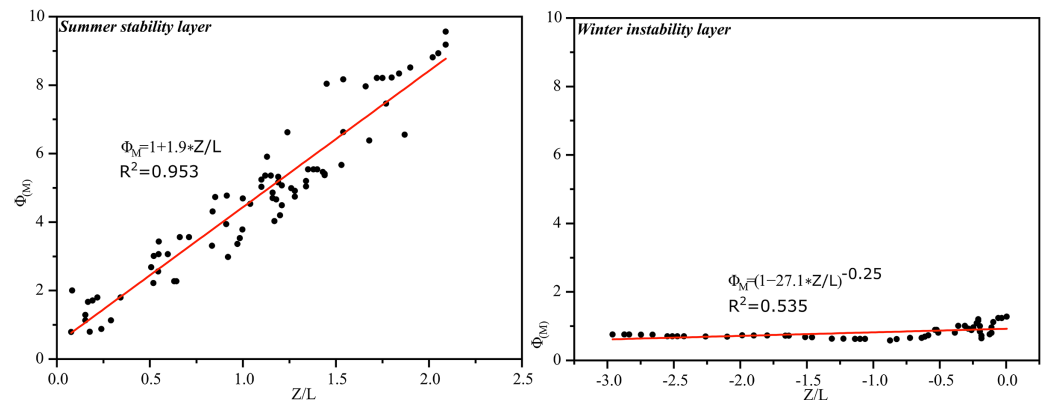 Summer stability layer
10
8
6
4
2
0
Φ(M)
Φ_M=1+1.9*Z/L
R²=0.953
0.0 0.5 1.0 1.5 2.0 2.5
Z/L
Winter instability layer
10
8
6
4
2
0
Φ(M)
Φ_M=(1−27.1*Z/L)^-0.25
R²=0.535
-3.0 -2.5 -2.0 -1.5 -1.0 -0.5 0.0
Z/L